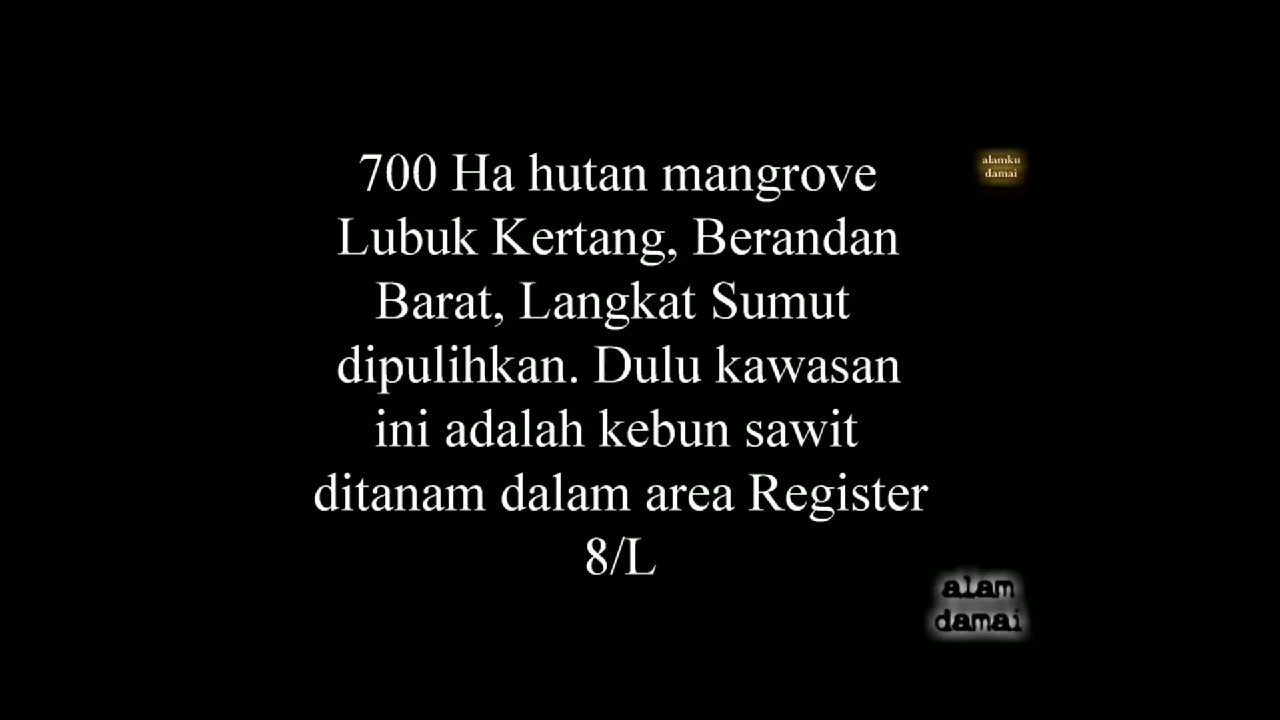 700 Ha hutan mangrove
Lubuk Kertang, Berandan
Barat, Langkat Sumut
dipulihkan. Dulu kawasan
ini adalah kebun sawit
ditanam dalam area Register
8/L
alamku
damai
alam
damai